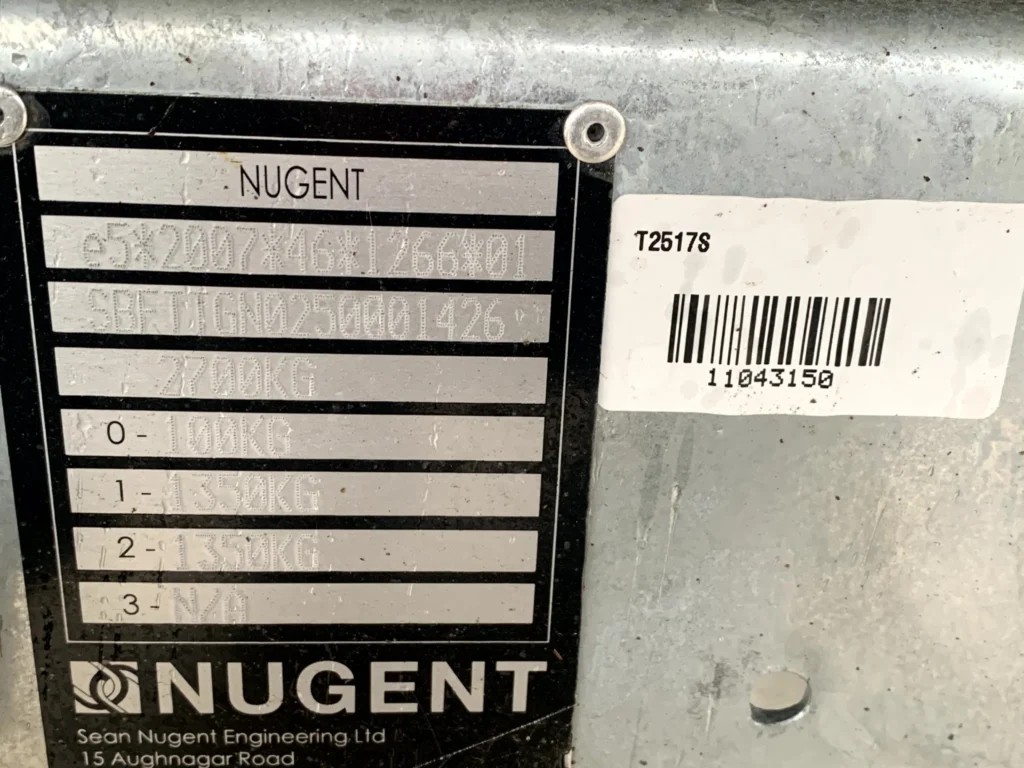 NUGENT
e5*2007*46*1266*01
SBFTTGN0250001426
2700KG
0 - 100KG
1 - 1350KG
2 - 1350KG
3 - N/A
NUGENT
Sean Nugent Engineering Ltd
15 Aughnagar Road
T2517S
11043150